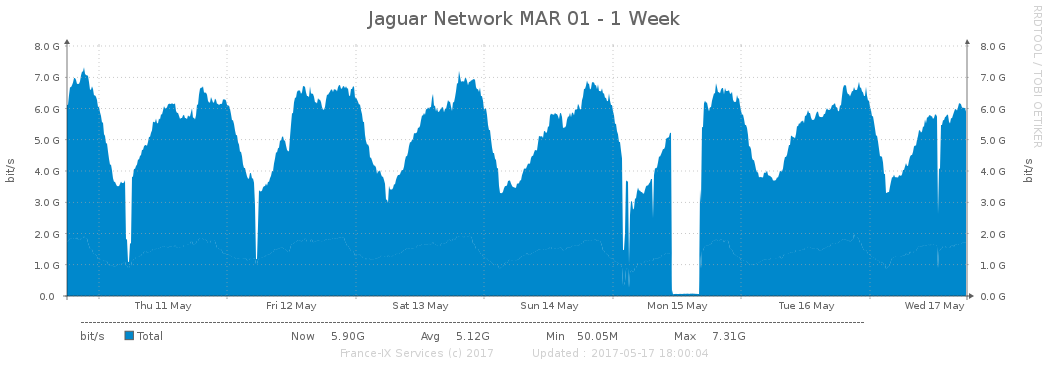 Jaguar Network MAR 01 - 1 Week
RRDTOOL / TOBI OETIKER
8.0 G 8.0 G
7.0 G 7.0 G
6.0 G 6.0 G
5.0 G 5.0 G
4.0 G 4.0 G
3.0 G 3.0 G
2.0 G 2.0 G
1.0 G 1.0 G
0.0 0.0 G
bit/s
bit/s
Thu 11 May Fri 12 May Sat 13 May Sun 14 May Mon 15 May Tue 16 May Wed 17 May
bit/s Total Now 5.90G Avg 5.12G Min 50.05M Max 7.31G
France-IX Services (c) 2017 Updated : 2017-05-17 18:00:04